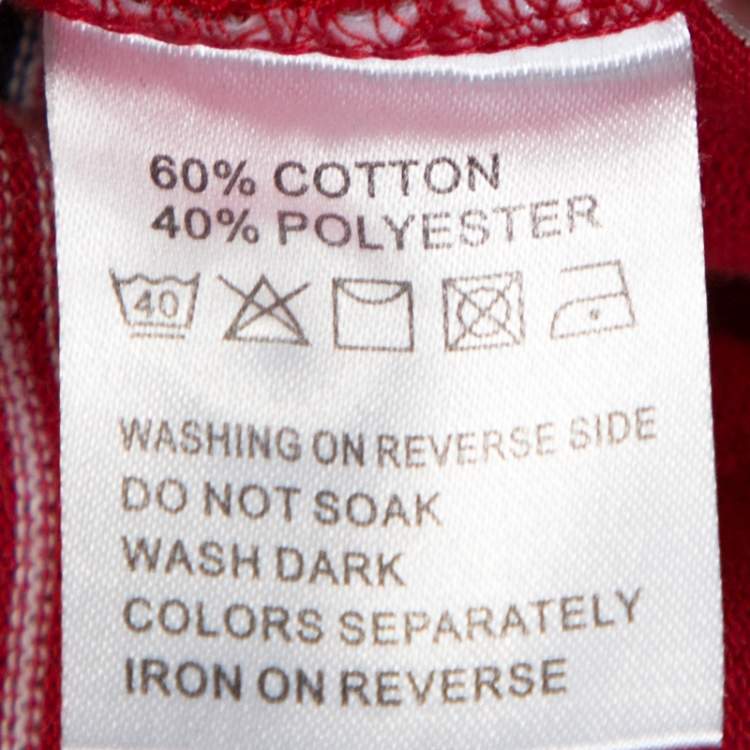 60% COTTON
40% POLYESTER
40
WASHING ON REVERSE SIDE
DO NOT SOAK
WASH DARK
COLORS SEPARATELY
IRON ON REVERSE